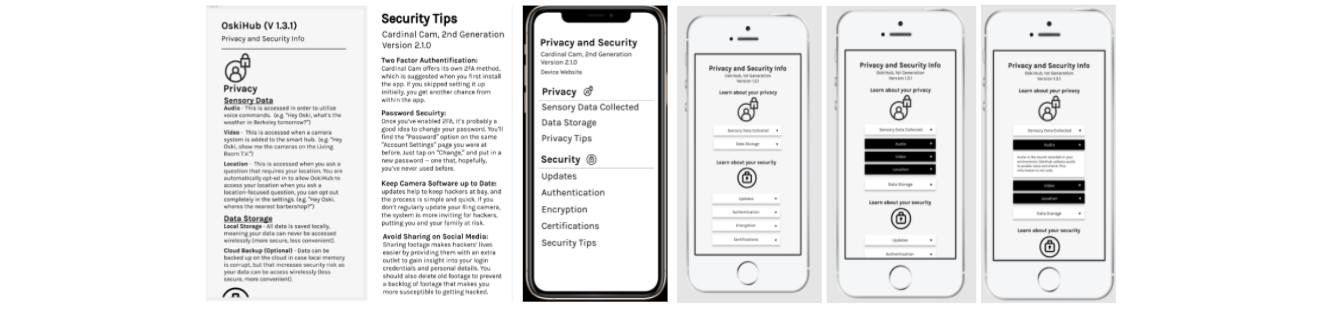 OskiHub (V 1.3.1)
Privacy and Security Info
Privacy
Sensory Data
Audio - This is accessed in order to utilize
voice commands. (e.g. "Hey Oski, what's the
weather in Berkeley tomorrow?")
Video - This is accessed when a camera
system is added to the smart hub. (e.g. "Hey
Oski, show me the cameras on the Living
Room T.V.")
Location - This is accessed when you ask a
question that requires your location. You are
automatically opt-ed in to allow OskiHub to
access your location when you ask a
location-focused question, you can opt out
completely in the settings. (e.g. "Hey Oski,
wheres the nearest barbershop?")
Data Storage
Local Storage - All data is saved locally,
meaning your data can never be accessed
wirelessly (more secure, less convenient).
Cloud Backup (Optional) - Data can be
backed up on the cloud in case local memory
is corrupt, but that increases security risk as
your data can be access wirelessly (less
secure, more convenient).
Security Tips
Cardinal Cam, 2nd Generation
Version 2.1.0
Two Factor Authentification:
Cardinal Cam offers its own 2FA method,
which is suggested when you first install
the app. If you skipped setting it up
initially, you get another chance from
within the app.
Password Secuirty:
Once you've enabled 2FA, it's probably a
good idea to change your password. You'll
find the "Password" option on the same
"Account Settings" page you were at
before. Just tap on "Change," and put in a
new password — one that, hopefully,
you've never used before.
Keep Camera Software up to Date:
updates help to keep hackers at bay, and
the process is simple and quick. If you
don't regularly update your Ring camera,
the system is more inviting for hackers,
putting you and your family at risk.
Avoid Sharing on Social Media:
Sharing footage makes hackers' lives
easier by providing them with an extra
outlet to gain insight into your login
credentials and personal details. You
should also delete old footage to prevent
a backlog of footage that makes you
more susceptible to getting hacked.
Privacy and Security
Cardinal Cam, 2nd Generation
Version 2.1.0
Device Website
Privacy
Sensory Data Collected
Data Storage
Privacy Tips
Security
Updates
Authentication
Encryption
Certifications
Security Tips
Privacy and Security Info
OskiHub, 1st Generation
Version 1.3.1
Learn about your privacy
Sensory Data Collected
Data Storage
Learn about your security
Updates
Authentication
Encryption
Certifications
Privacy and Security Info
OskiHub, 1st Generation
Version 1.3.1
Learn about your privacy
Sensory Data Collected
Audio
Video
Location
Data Storage
Learn about your security
Updates
Authentication
Privacy and Security Info
OskiHub, 1st Generation
Version 1.3.1
Learn about your privacy
Sensory Data Collected
Audio
Audio is the sound recorded in your
Video
Location
Data Storage
Learn about your security